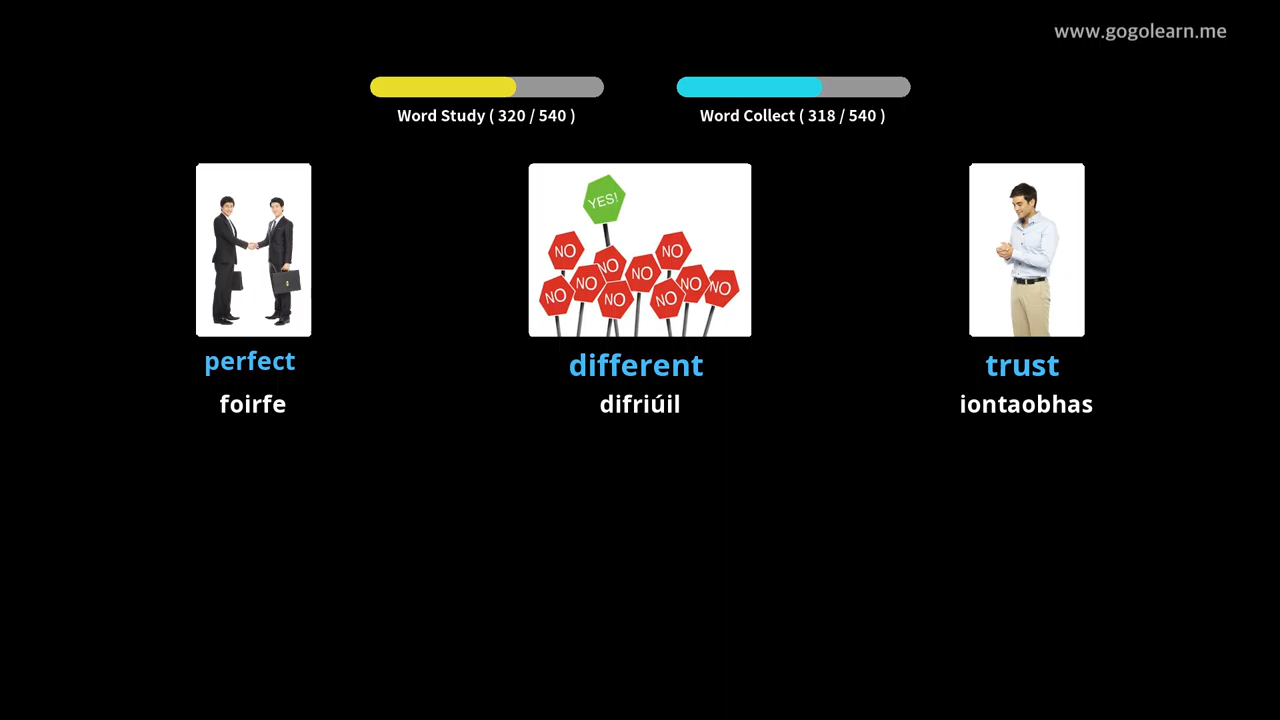 www.gogolearn.me
Word Study ( 320 / 540 )
Word Collect ( 318 / 540 )
YES!
NO
NO
NO
NO
NO
NO
NO
NO
NO
NO
perfect
different
trust
foirfe
difriúil
iontaobhas